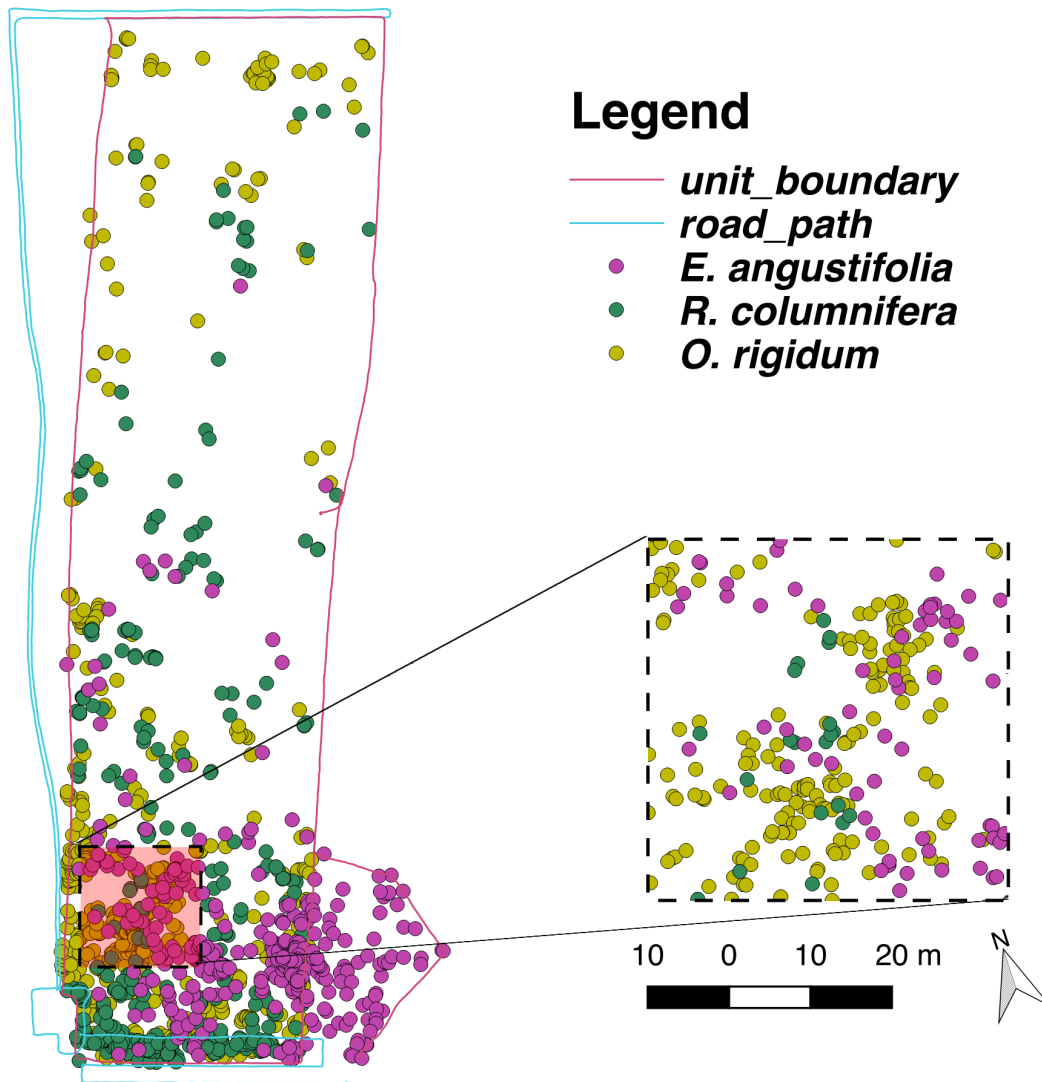 Legend
unit_boundary
road_path
E. angustifolia
R. columnifera
O. rigidum
10 0 10 20 m
N